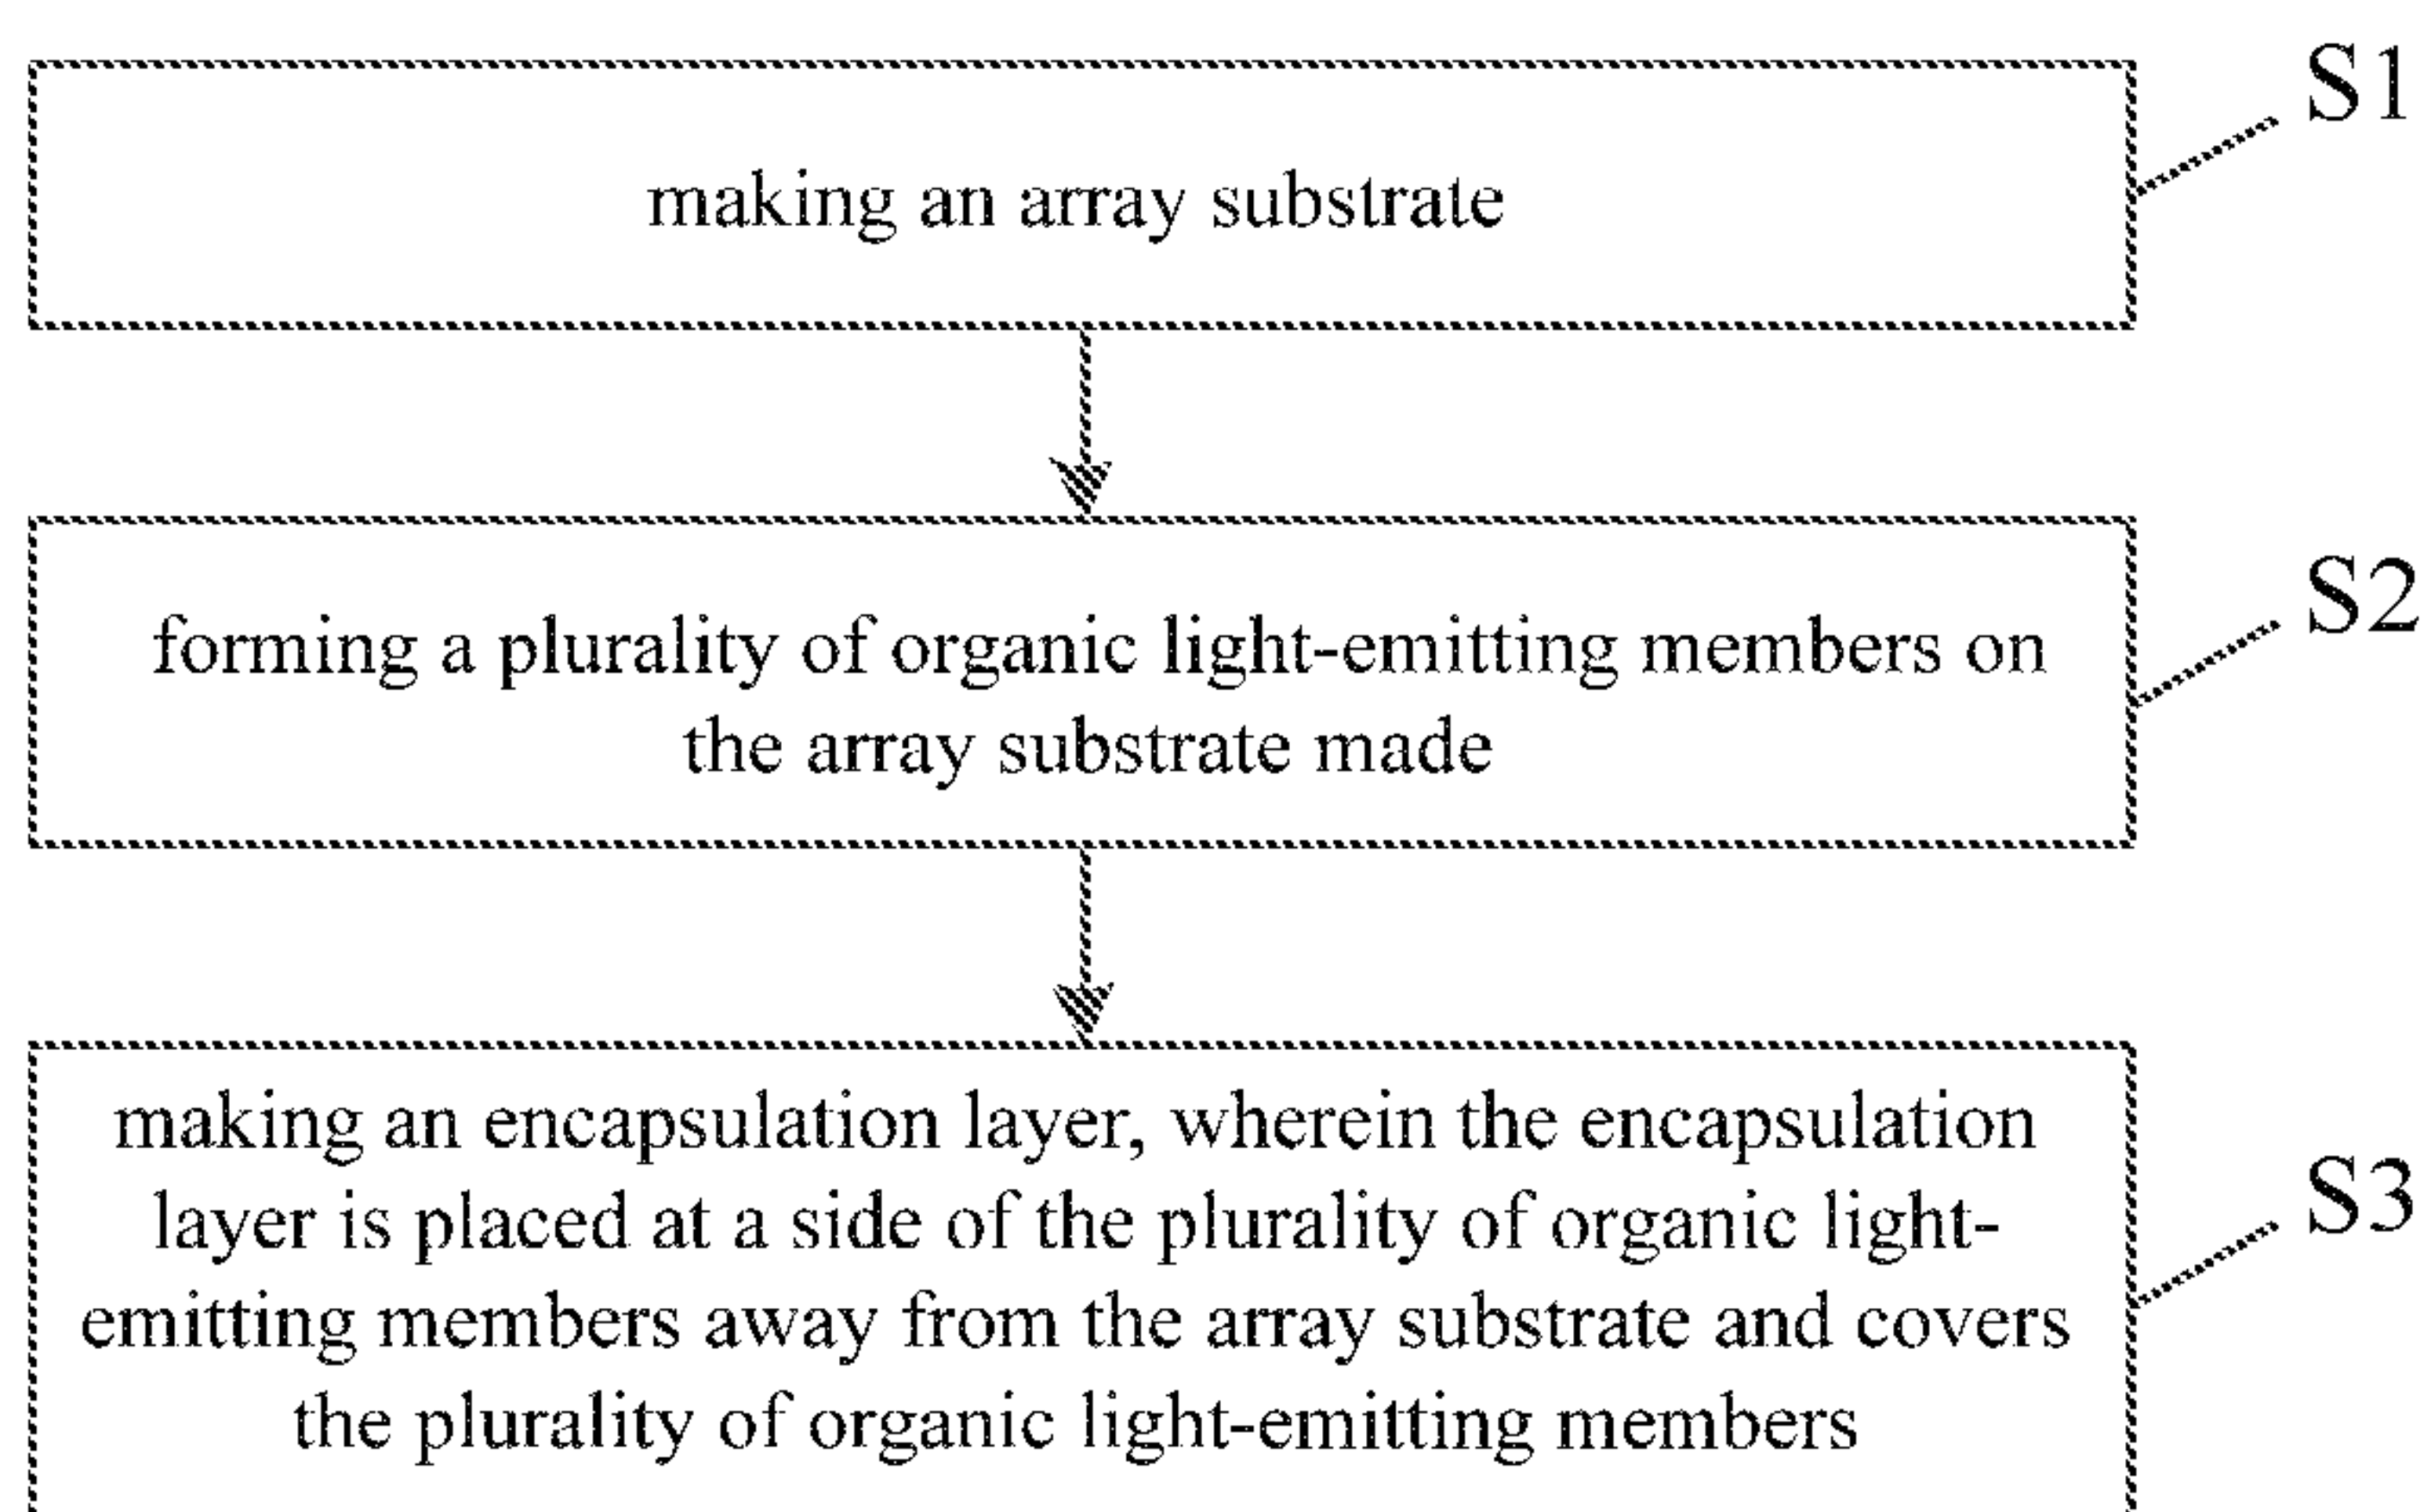 S1
making an array substrate
S2
forming a plurality of organic light-emitting members on
the array substrate made
making an encapsulation layer, wherein the encapsulation
layer is placed at a side of the plurality of organic light-
S3
emitting members away from the array substrate and covers
the plurality of organic light-emitting members